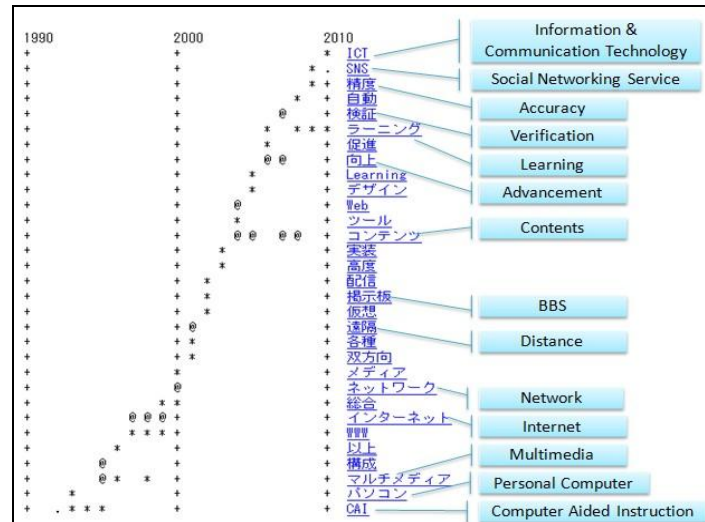 1990 2000 2010
+ + * ICT
+ + * . SNS
+ + * + 精度
+ + * + 自動
+ + @ + 検証
+ + * * * * ラーニング
+ + * + 促進
+ + @ @ + 向上
+ + * + Learning
+ + * + デザイン
+ + @ + Web
+ + * + ツール
+ + @ @ @ @ + コンテンツ
+ + * + 実装
+ + * + 高度
+ + * + 配信
+ + * + 掲示板
+ + * + 仮想
+ + @ + 遠隔
+ + * + 各種
+ + * + 双方向
+ * + メディア
+ @ + ネットワーク
+ * * + 総合
+ @ @ @ + + インターネット
+ * * * + + WWW
+ * + + 以上
+ @ + + 構成
+ @ * * + + マルチメディア
+ * + + パソコン
+ . * * * + + CAI
Information &
Communication Technology
Social Networking Service
Accuracy
Verification
Learning
Advancement
Contents
BBS
Distance
Network
Internet
Multimedia
Personal Computer
Computer Aided Instruction